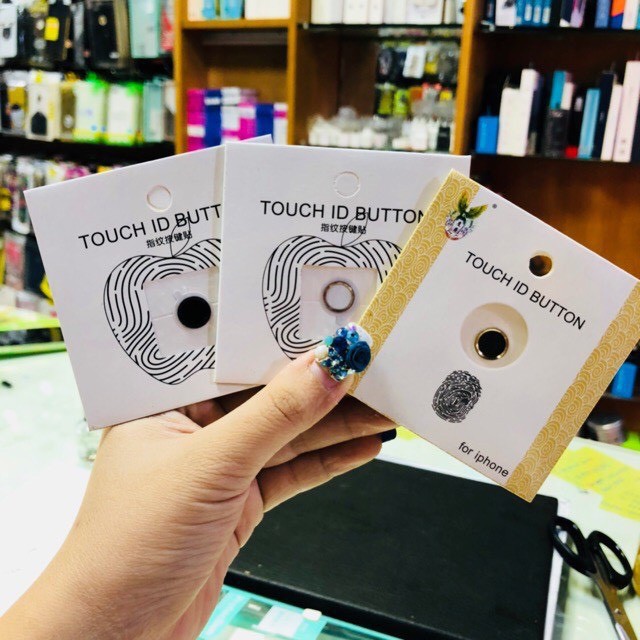 TOUCH ID BUTT
指纹按键贴
TOUCH ID BUTTON
指纹按键贴
TOUCH ID BUTTON
for iphone